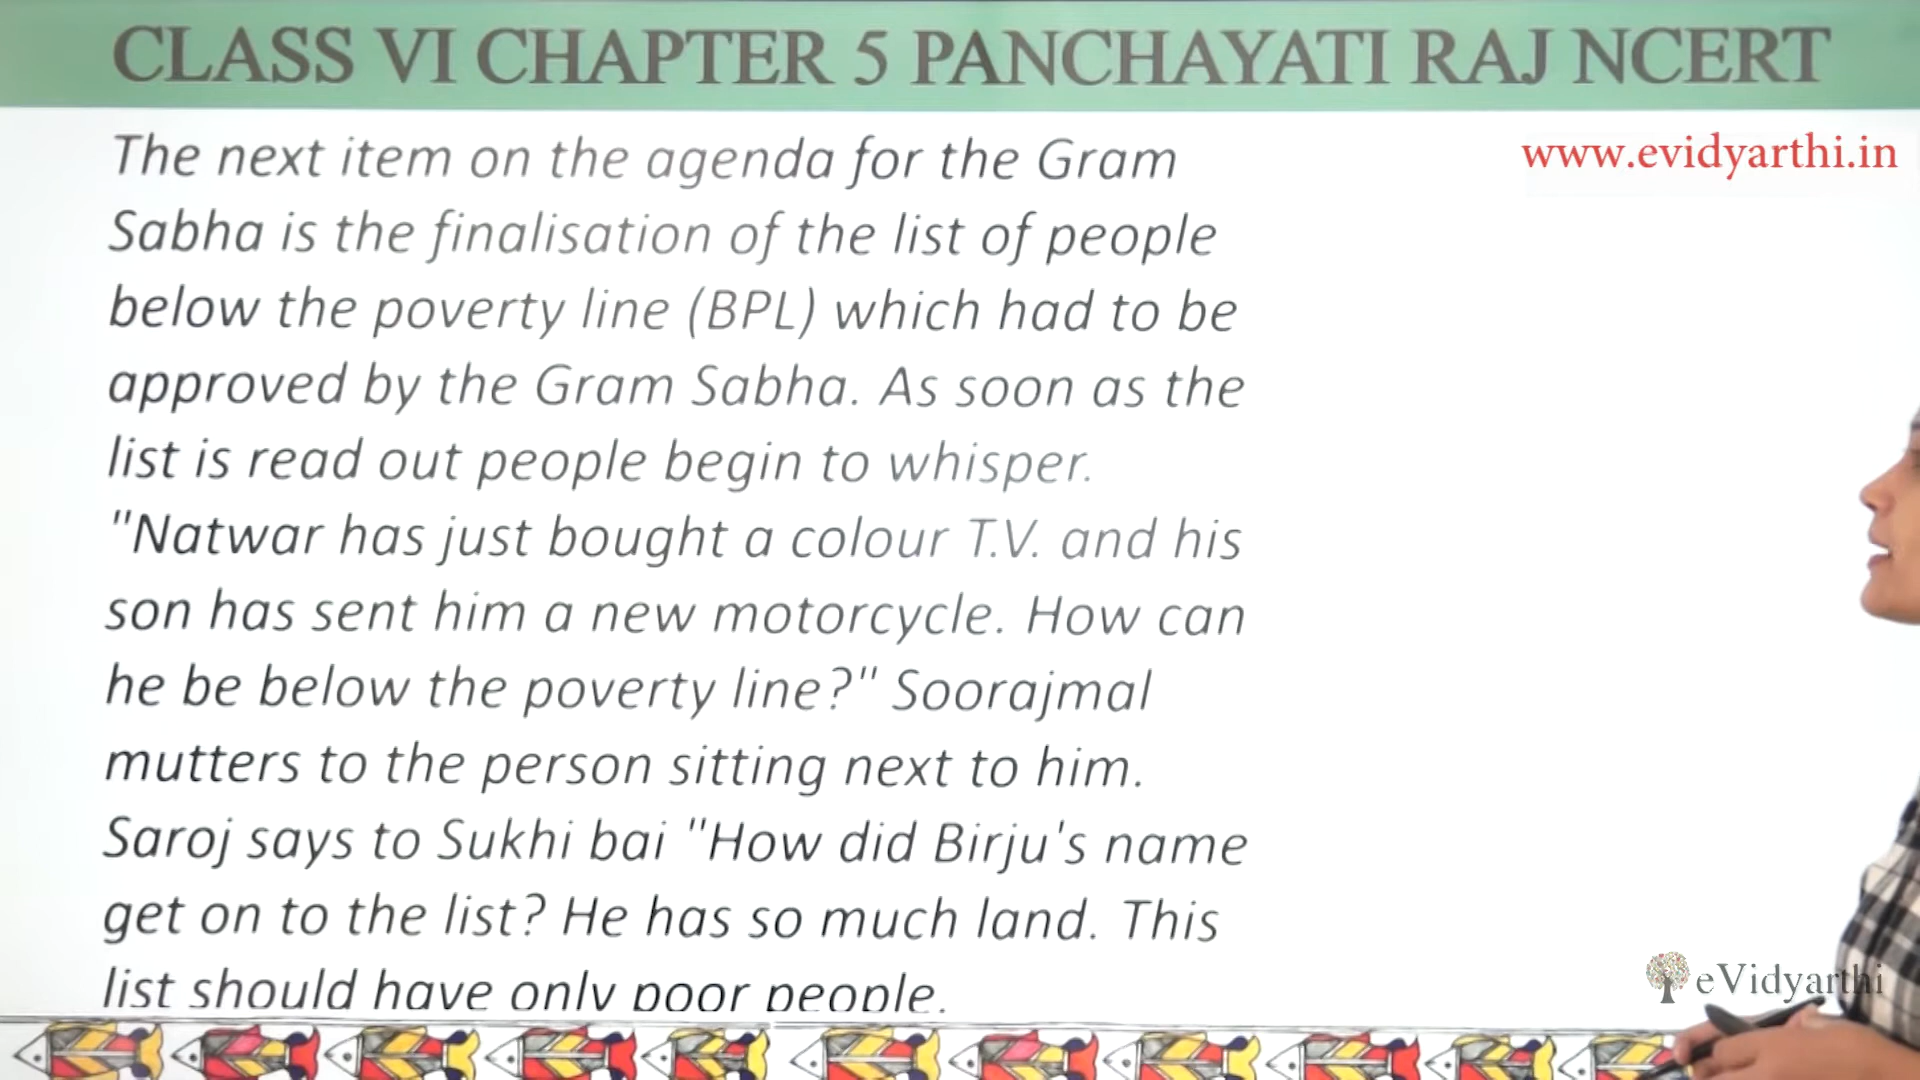 CLASS VI CHAPTER 5 PANCHAYATI RAJ NCERT
www.evidyarthi.in
The next item on the agenda for the Gram
Sabha is the finalisation of the list of people
below the poverty line (BPL) which had to be
approved by the Gram Sabha. As soon as the
list is read out people begin to whisper.
"Natwar has just bought a colour T.V. and his
son has sent him a new motorcycle. How can
he be below the poverty line?" Soorajmal
mutters to the person sitting next to him.
Saroj says to Sukhi bai "How did Birju's name
get on to the list? He has so much land. This
list should have only poor people.
eVidyarthi